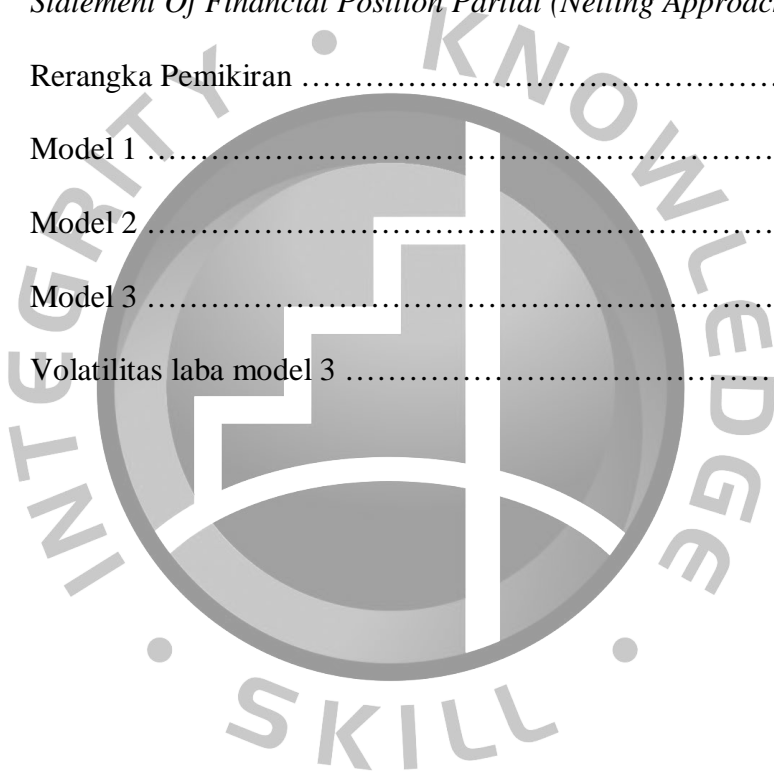 Statement Of Financial Position Partial (Netting Approach
Rerangka Pemikiran ……………………………………………
Model 1 ……………………………………………………………
Model 2 ……………………………………………………………
Model 3 ……………………………………………………………
Volatilitas laba model 3 …………………………………………
INTEGRITY • KNOWLEDGE • SKILL •